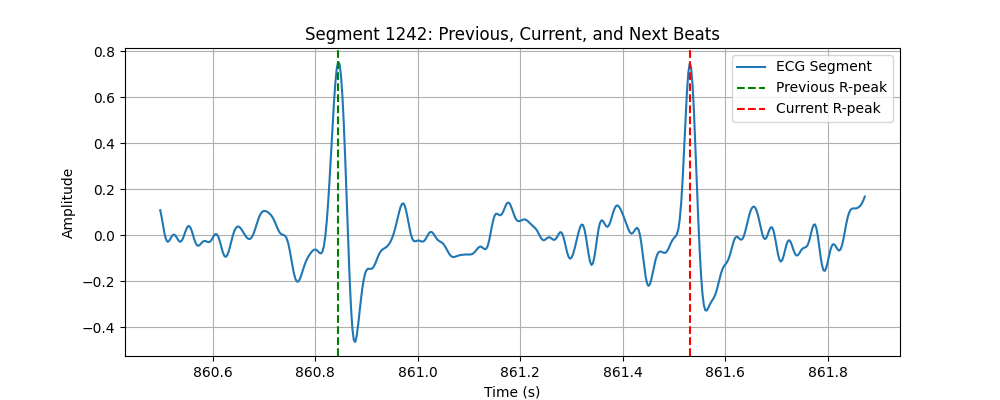 Segment 1242: Previous, Current, and Next Beats
ECG Segment
Previous R-peak
Current R-peak
Amplitude
0.8
0.6
0.4
0.2
0.0
−0.2
−0.4
860.6 860.8 861.0 861.2 861.4 861.6 861.8
Time (s)